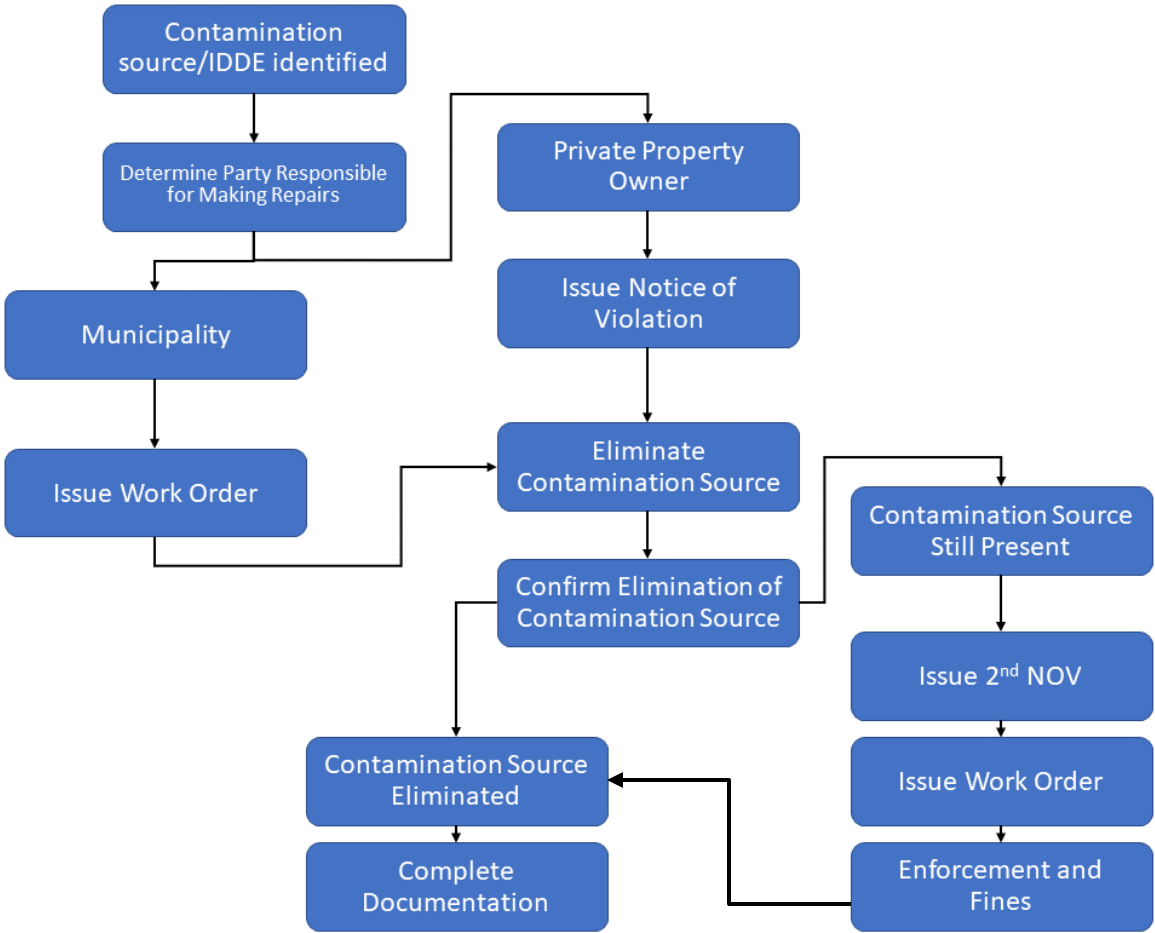 Contamination
source/IDDE identified
Determine Party Responsible
for Making Repairs
Private Property
Owner
Issue Notice of
Violation
Municipality
Issue Work Order
Eliminate
Contamination Source
Confirm Elimination of
Contamination Source
Contamination Source
Still Present
Issue 2nd NOV
Issue Work Order
Enforcement and
Fines
Contamination Source
Eliminated
Complete
Documentation